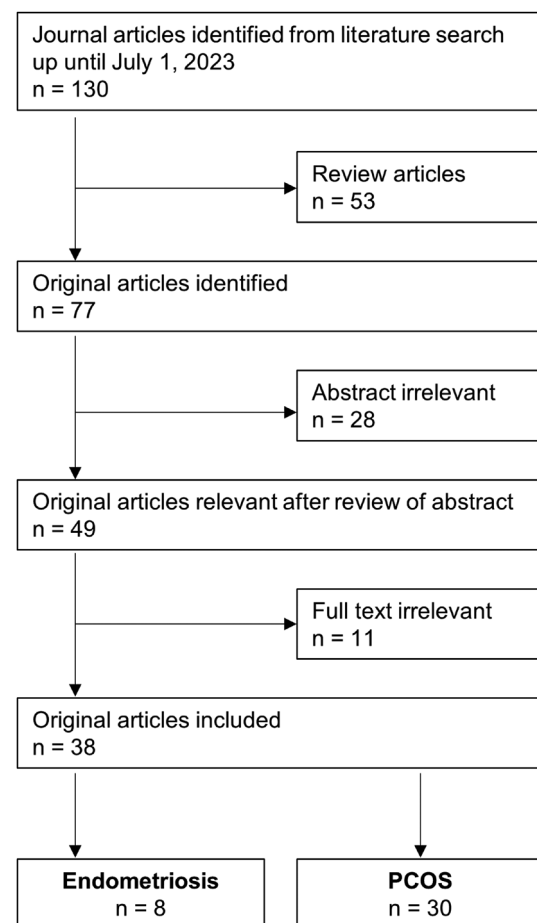 Journal articles identified from literature search
up until July 1, 2023
n = 130
Review articles
n = 53
Original articles identified
n = 77
Abstract irrelevant
n = 28
Original articles relevant after review of abstract
n = 49
Full text irrelevant
n = 11
Original articles included
n = 38
Endometriosis
n = 8
PCOS
n = 30